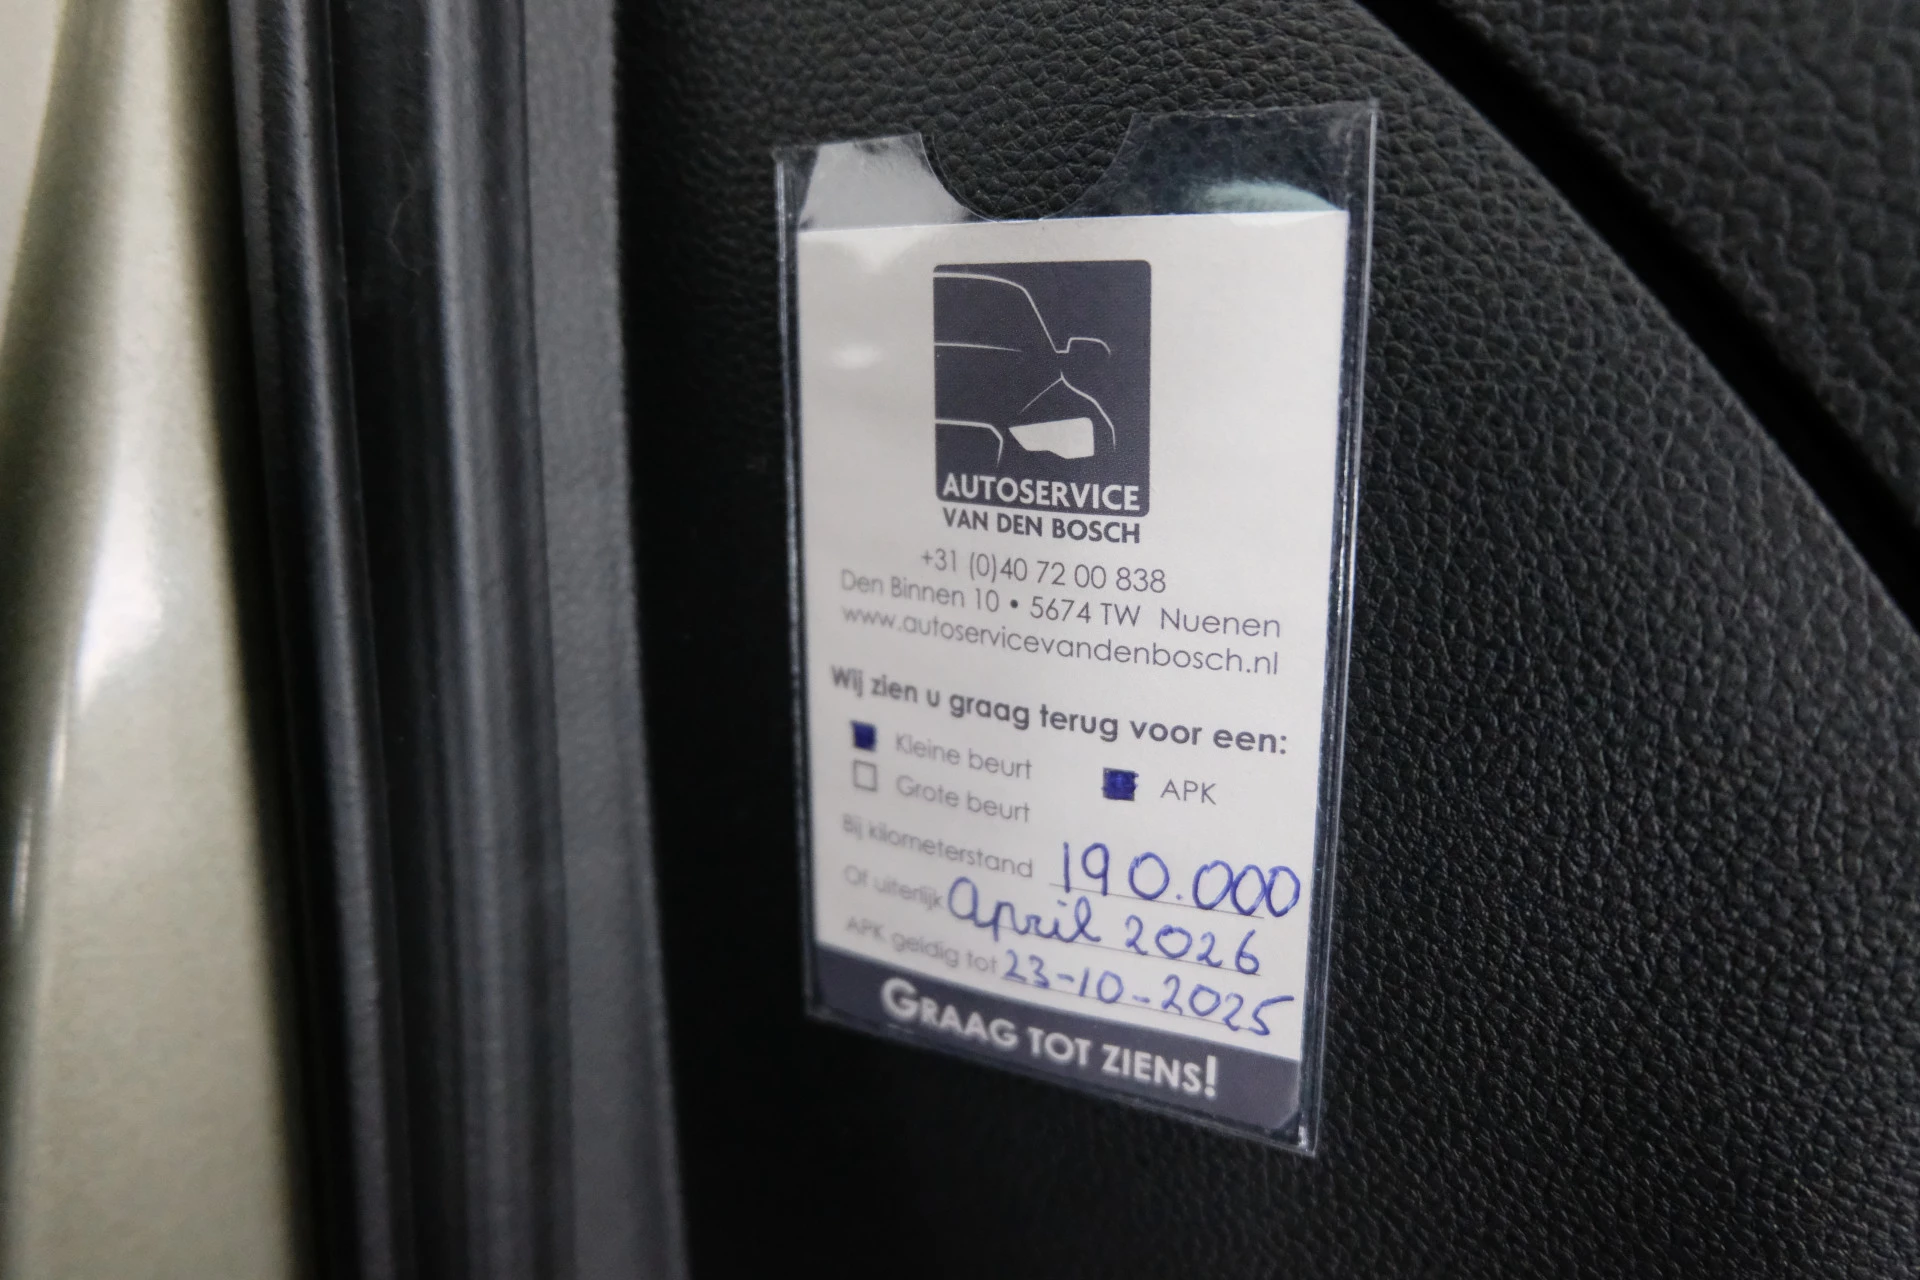 AUTOSERVICE
VAN DEN BOSCH
+31 (0)40 72 00 838
Den Binnen 10 • 5674 TW Nuenen
www.autoservicevandenbosch.nl
Wij zien u graag terug voor een:
Kleine beurt
APK
Grote beurt
Bij kilometerstand 190.000
Of uiterlijk April 2026
APK geldig tot 23-10-2025
GRAAG TOT ZIENS!